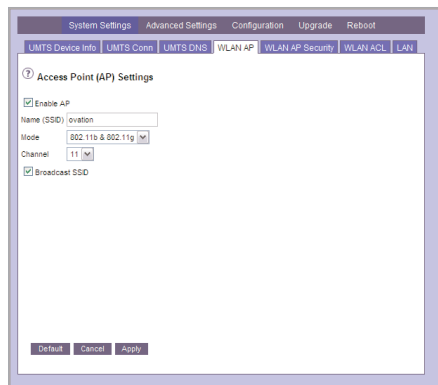 System Settings Advanced Settings Configuration Upgrade Reboot
UMTS Device Info UMTS Conn UMTS DNS WLAN AP WLAN AP Security WLAN ACL LAN
? Access Point (AP) Settings
Enable AP
Name (SSID) ovation
Mode 802.11b & 802.11g
Channel 11
Broadcast SSID
Default Cancel Apply